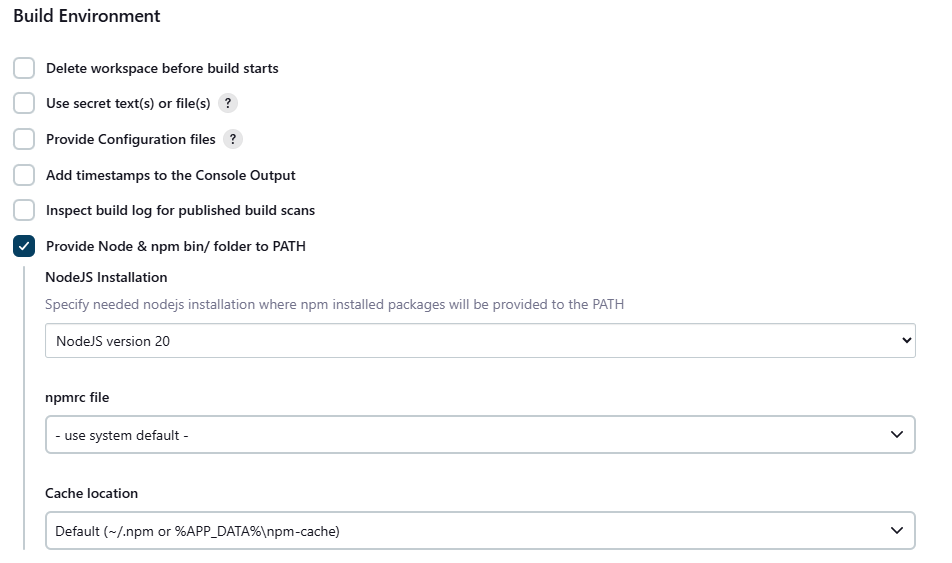 Build Environment
Delete workspace before build starts
Use secret text(s) or file(s) ?
Provide Configuration files ?
Add timestamps to the Console Output
Inspect build log for published build scans
Provide Node & npm bin/ folder to PATH
NodeJS Installation
Specify needed nodejs installation where npm installed packages will be provided to the PATH
NodeJS version 20
npmrc file
- use system default -
Cache location
Default (~/.npm or %APP_DATA%\npm-cache)